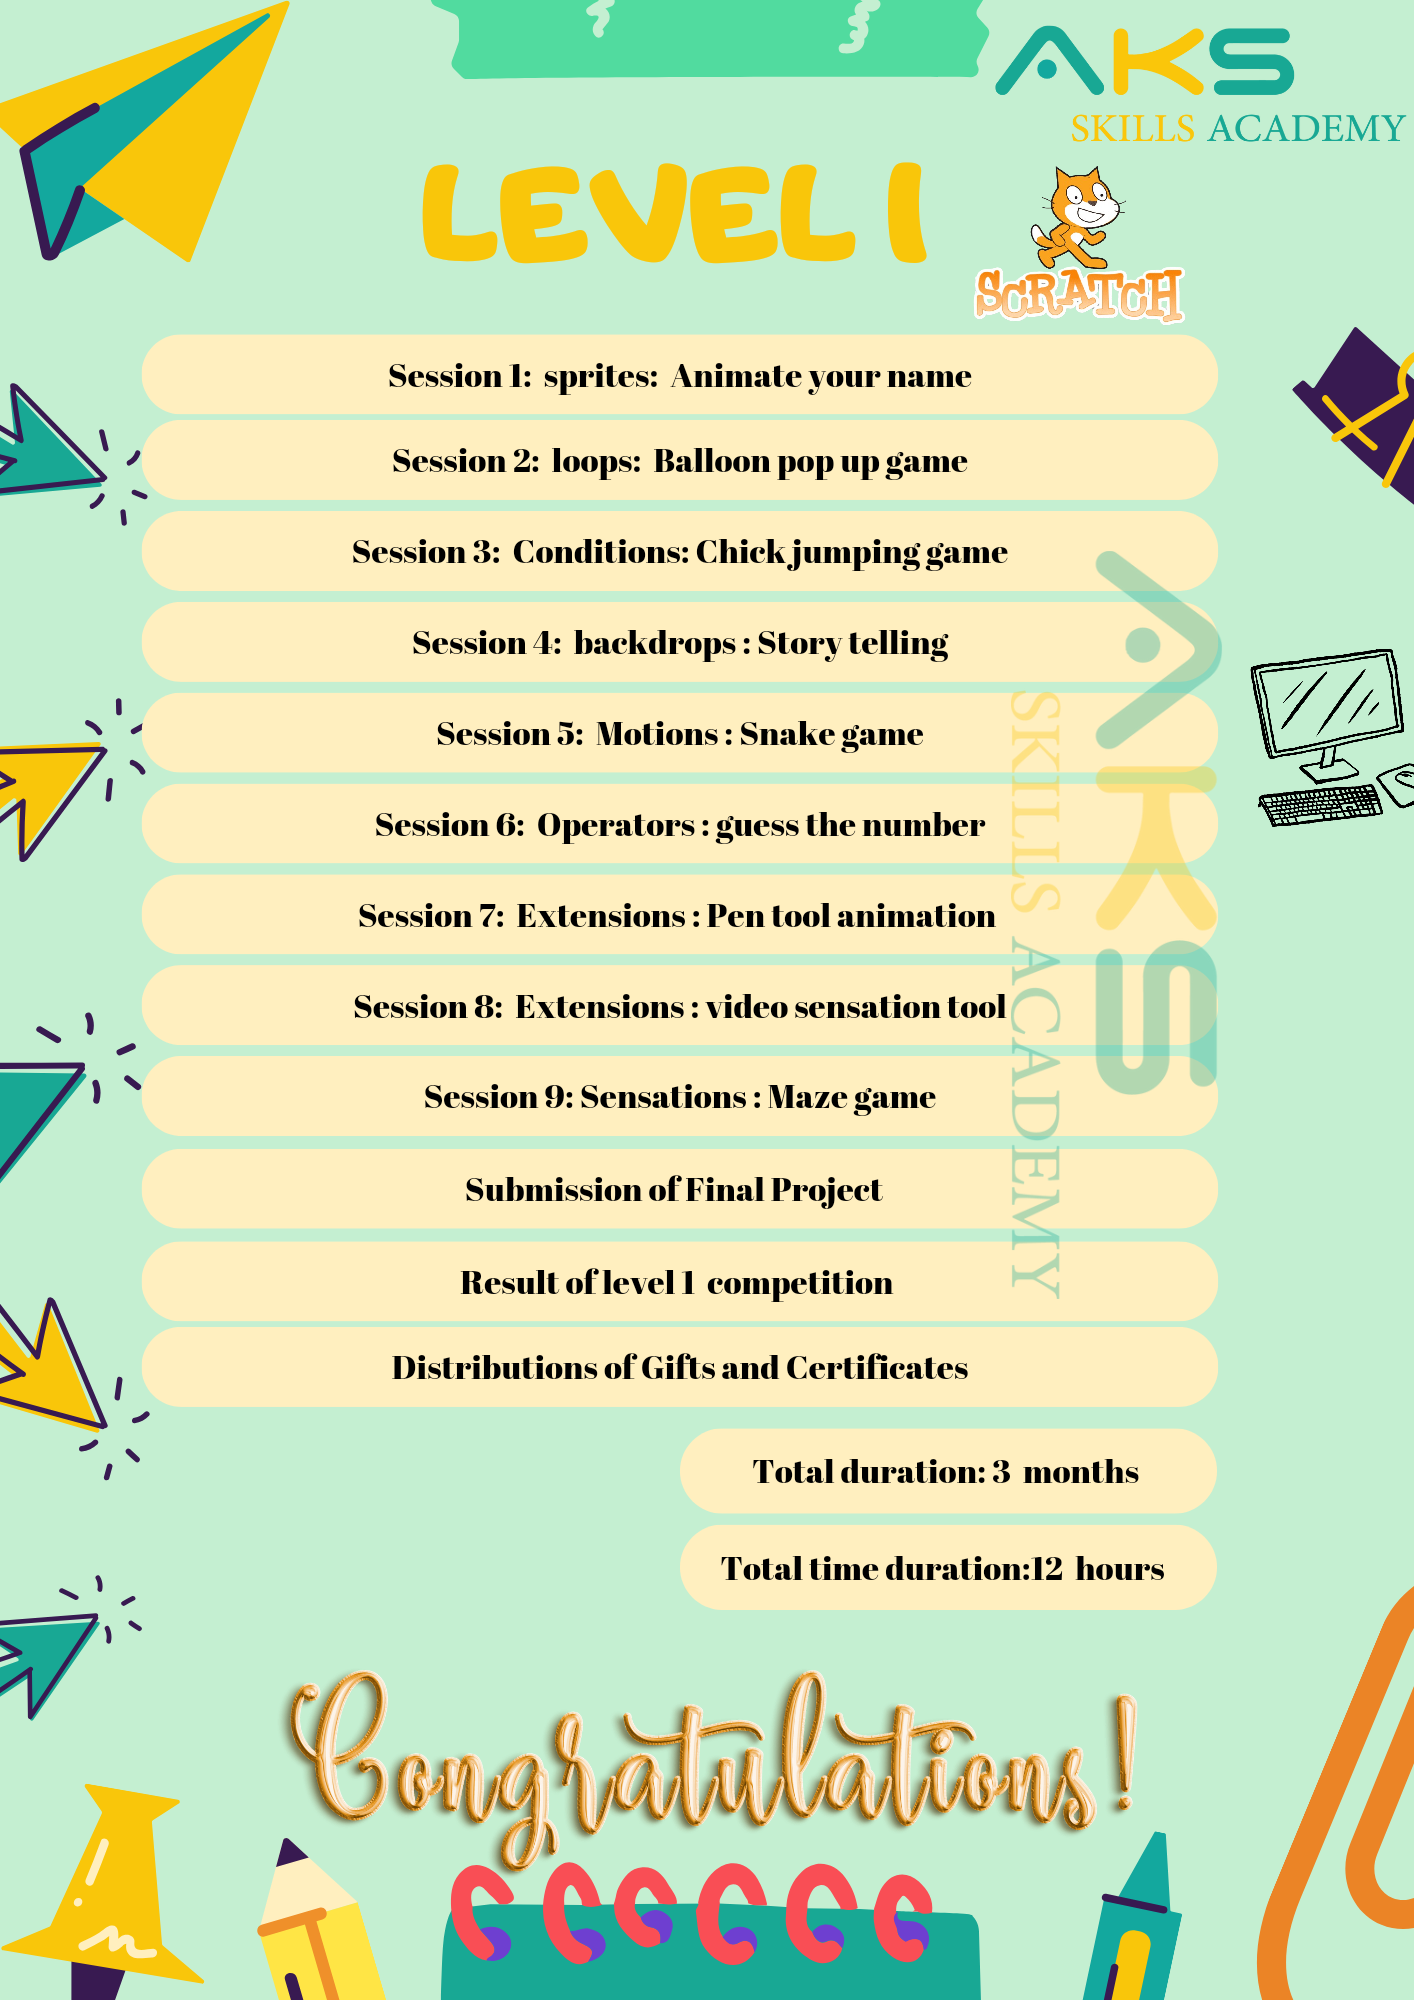 AKS
SKILLS ACADEMY
LEVEL 1
SCRATCH
Session 1: sprites: Animate your name
Session 2: loops: Balloon pop up game
Session 3: Conditions: Chick jumping game
Session 4: backdrops : Story telling
Session 5: Motions : Snake game
Session 6: Operators : guess the number
Session 7: Extensions : Pen tool animation
Session 8: Extensions : video sensation tool
Session 9: Sensations : Maze game
Submission of Final Project
Result of level 1 competition
Distributions of Gifts and Certificates
AKS
SKILLS ACADEMY
Total duration: 3 months
Total time duration:12 hours
Congratulations!